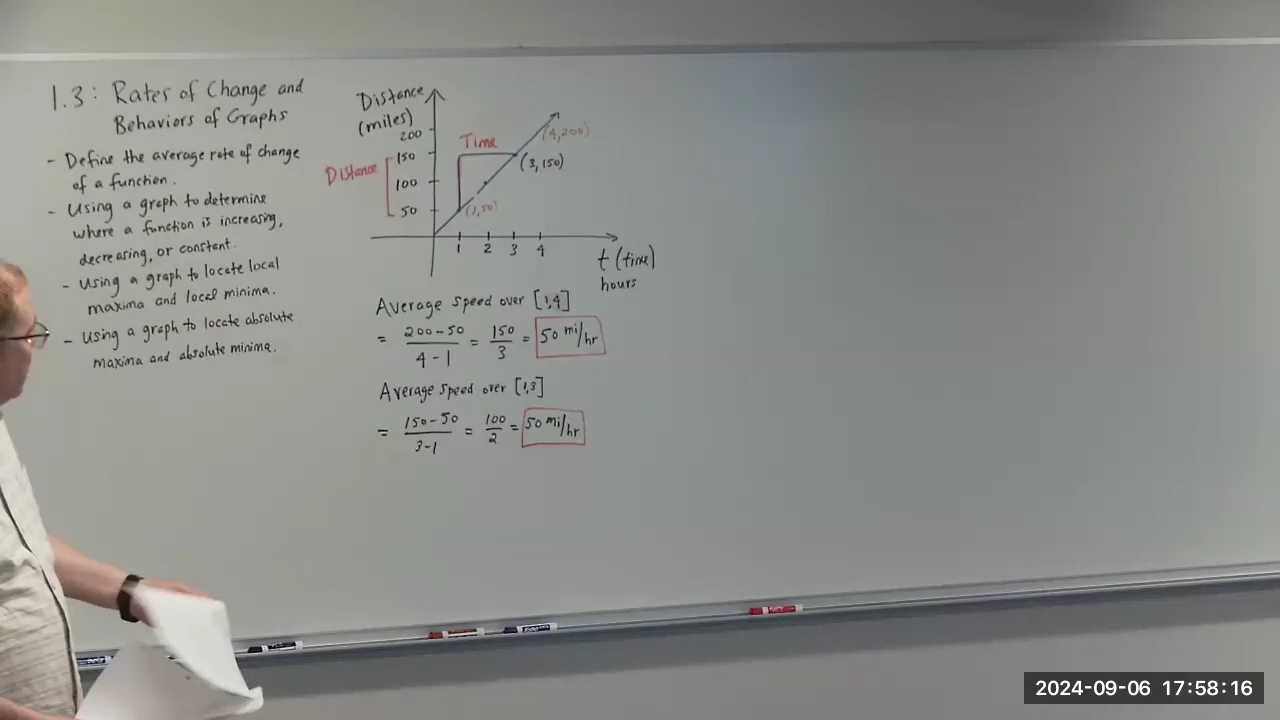 1.3: Rates of Change and
Behaviors of Graphs
- Define the average rate of change
of a function.
- Using a graph to determine
where a function is increasing,
decreasing, or constant.
- Using a graph to locate local
maxima and local minima.
- Using a graph to locate absolute
maxima and absolute minima.
Distance
(miles)
200
150
100
50
Distance
Time
(4,200)
(3,150)
(1,50)
1 2 3 4
t (time)
hours
Average speed over [1,4]
= 200-50 / 4-1 = 150 / 3 = 50 mi/hr
Average speed over [1,3]
= 150-50 / 3-1 = 100 / 2 = 50 mi/hr
2024-09-06 17:58:16